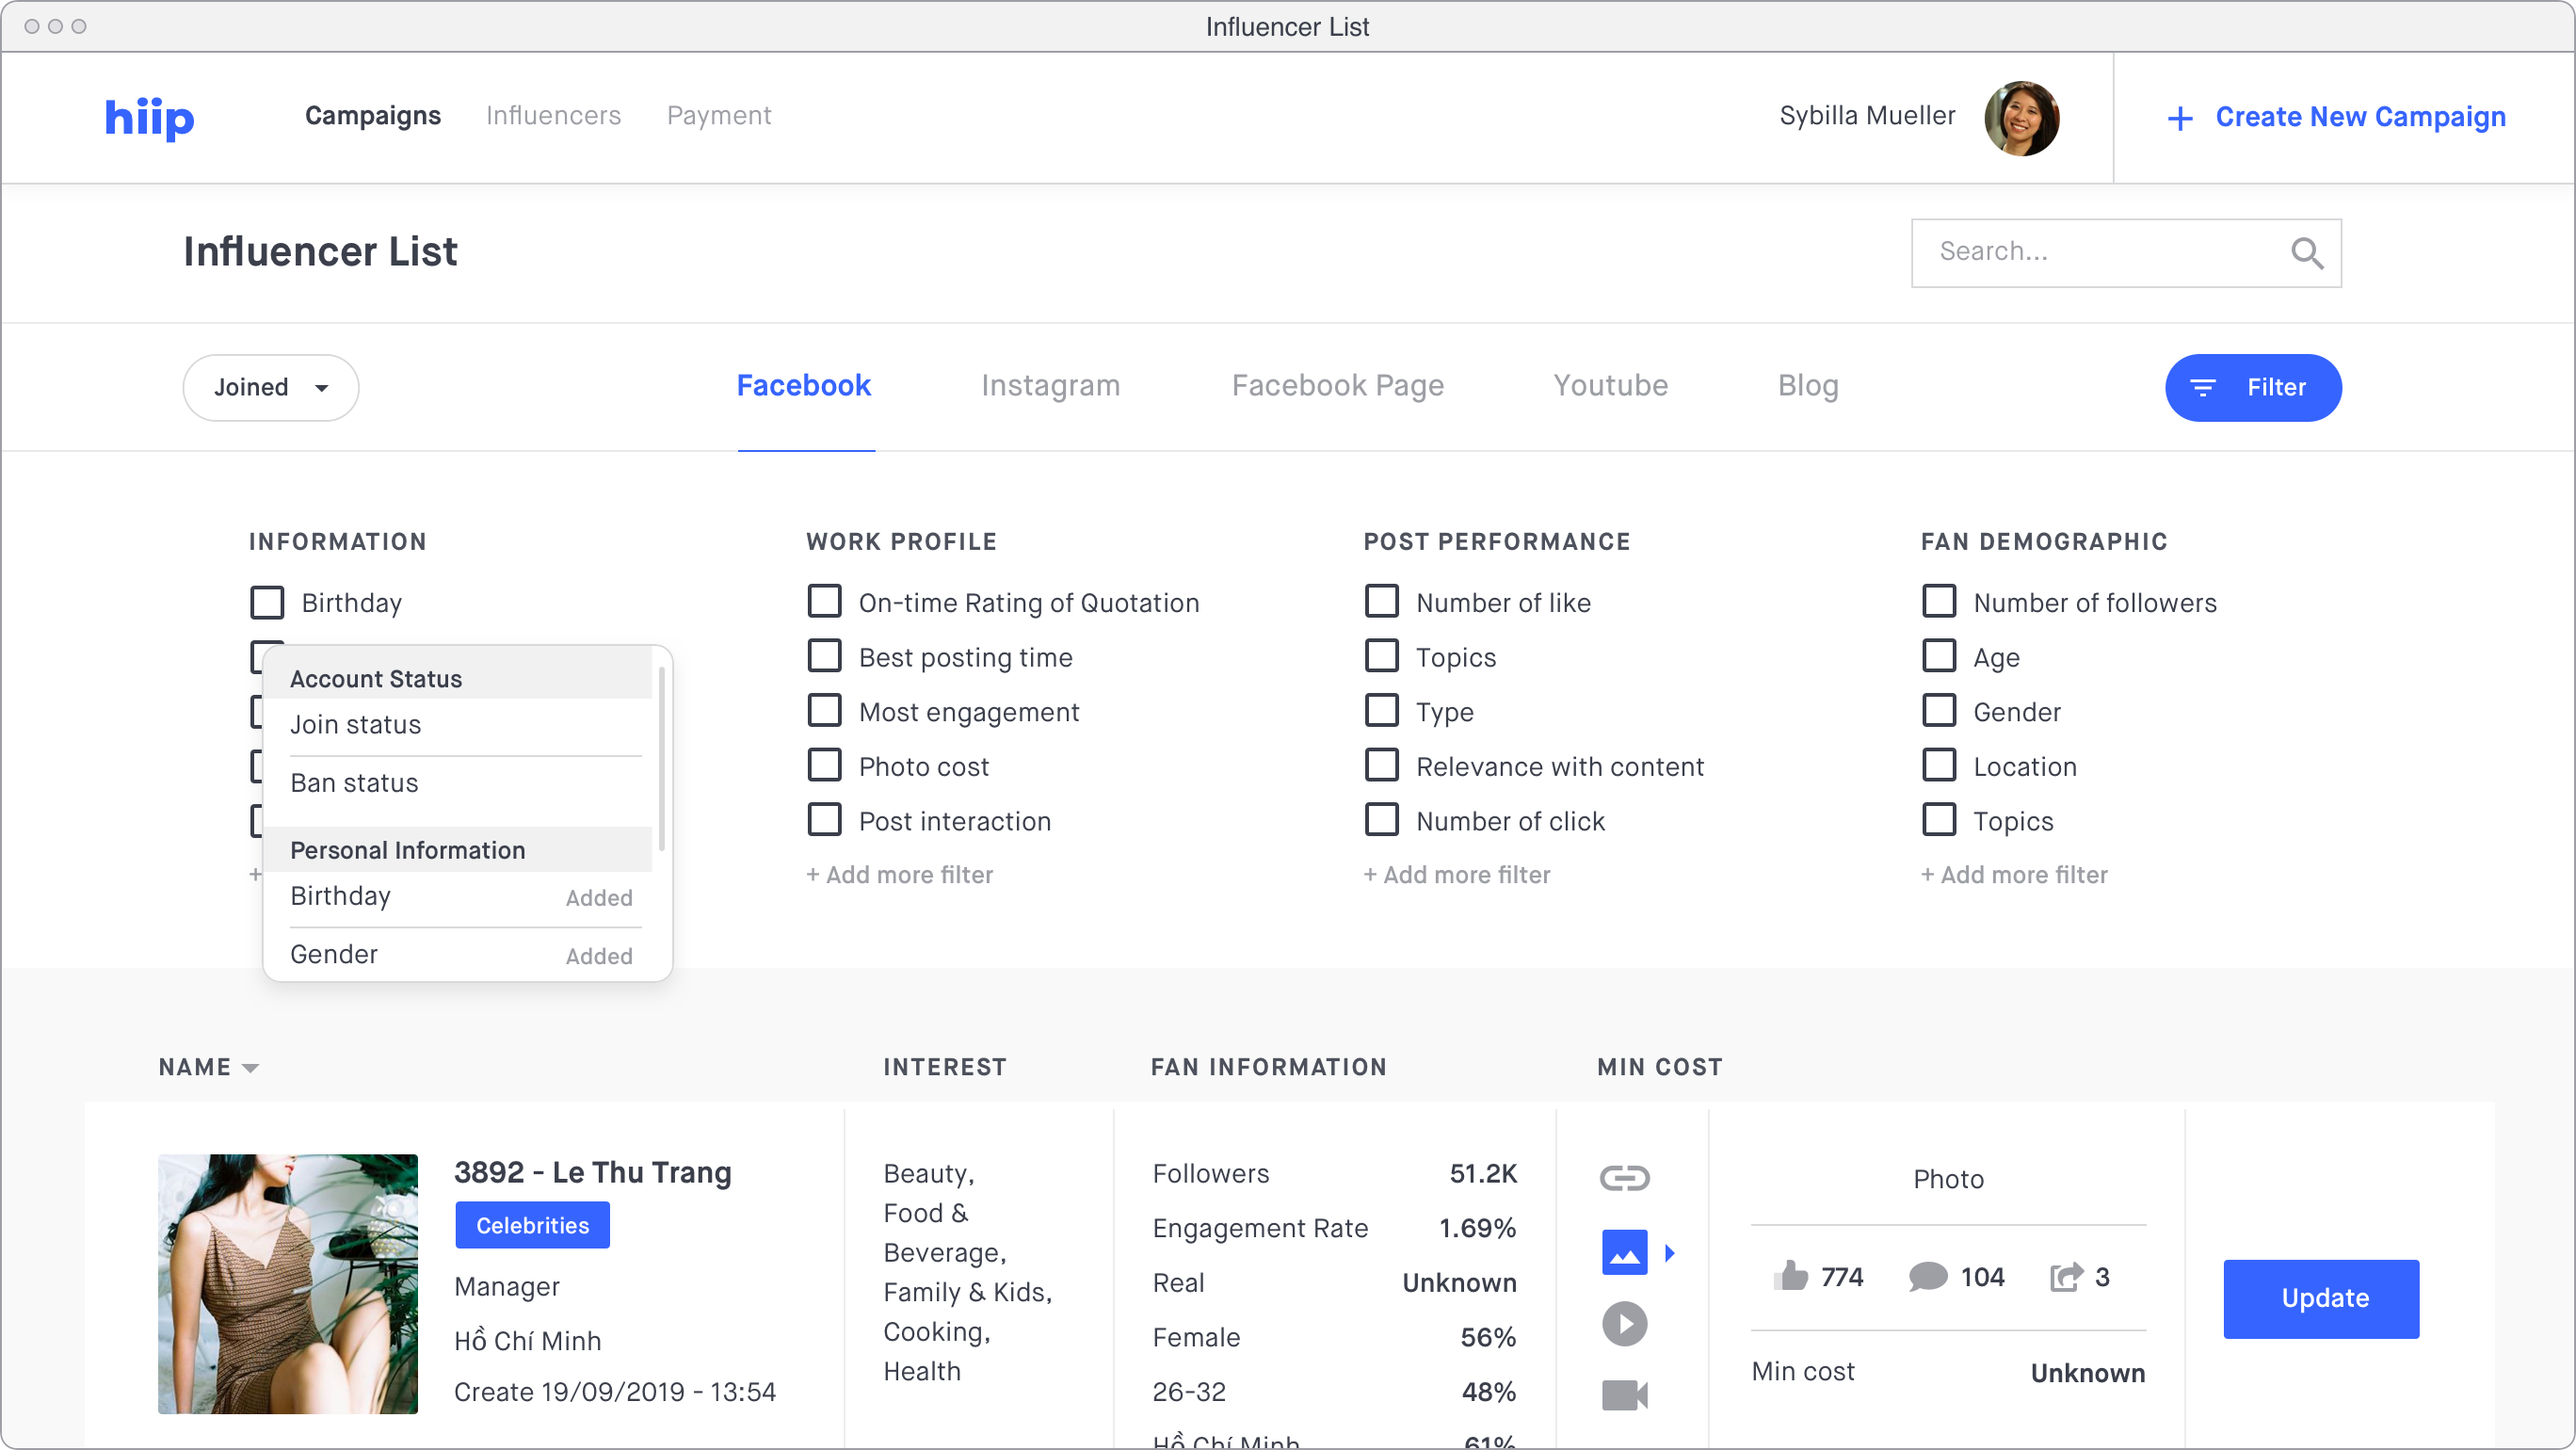 Influencer List
hiip
Campaigns
Influencers
Payment
Sybilla Mueller
+ Create New Campaign
Influencer List
Search...
Joined
Facebook
Instagram
Facebook Page
Youtube
Blog
Filter
INFORMATION
Birthday
+
Account Status
Join status
Ban status
Personal Information
Birthday Added
Gender Added
WORK PROFILE
On-time Rating of Quotation
Best posting time
Most engagement
Photo cost
Post interaction
+ Add more filter
POST PERFORMANCE
Number of like
Topics
Type
Relevance with content
Number of click
+ Add more filter
FAN DEMOGRAPHIC
Number of followers
Age
Gender
Location
Topics
+ Add more filter
NAME
INTEREST
FAN INFORMATION
MIN COST
3892 - Le Thu Trang
Celebrities
Manager
Hồ Chí Minh
Create 19/09/2019 - 13:54
Beauty,
Food &
Beverage,
Family & Kids,
Cooking,
Health
Followers 51.2K
Engagement Rate 1.69%
Real Unknown
Female 56%
26-32 48%
Hồ Chí Minh 61%
Photo
774 104 3
Min cost Unknown
Update